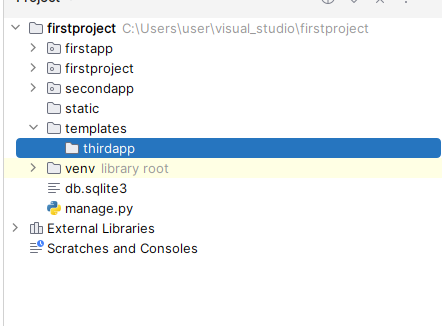 firstproject C:\Users\user\visual_studio\firstproject
firstapp
firstproject
secondapp
static
templates
thirdapp
venv library root
db.sqlite3
manage.py
External Libraries
Scratches and Consoles